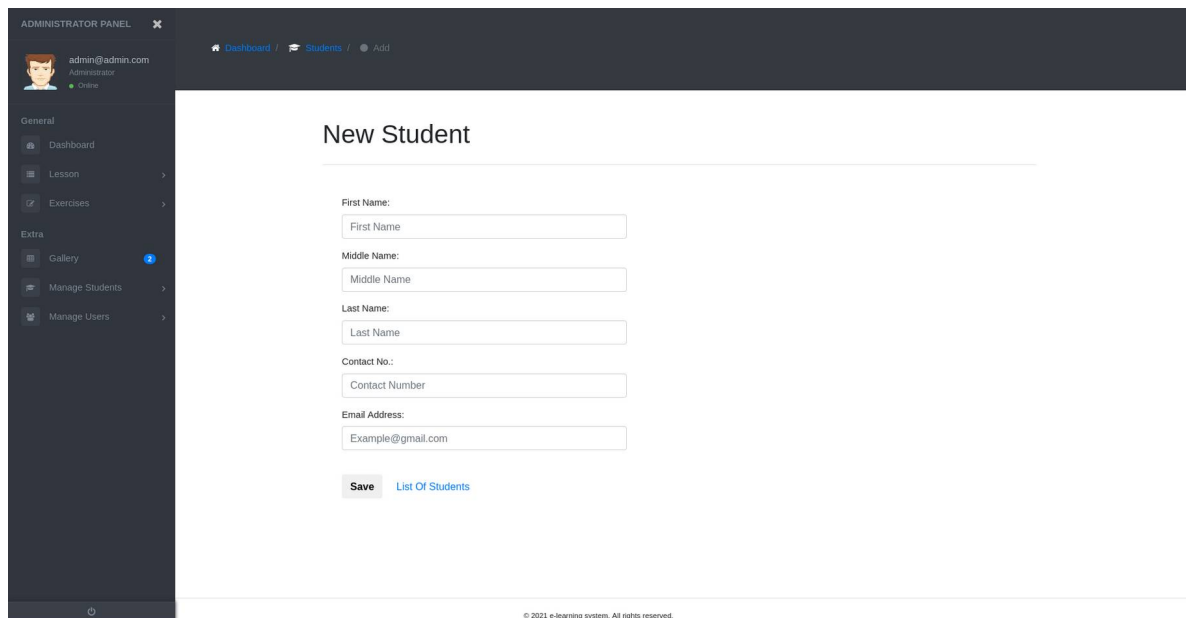 ADMINISTRATOR PANEL
admin@admin.com
Administrator
Online
General
Dashboard
Lesson
Exercises
Extra
Gallery 2
Manage Students
Manage Users
Dashboard / Students / Add
New Student
First Name:
First Name
Middle Name:
Middle Name
Last Name:
Last Name
Contact No.:
Contact Number
Email Address:
Example@gmail.com
Save List Of Students
© 2021 e-learning system. All rights reserved.